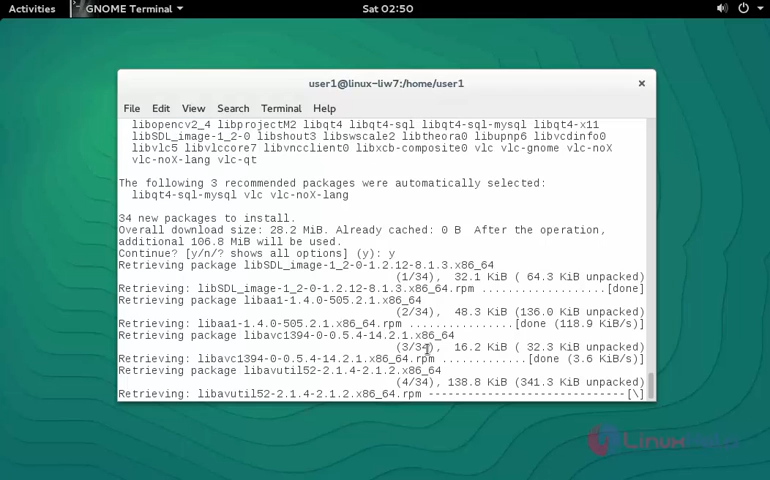 Activities
GNOME Terminal
Sat 02:50
user1@linux-liw7:/home/user1
File Edit View Search Terminal Help
libopencv2_4 libprojectM2 libqt4 libqt4-sql libqt4-sql-mysql libqt4-x11
libSDL_image-1_2-0 libshout3 libswscale2 libtheora0 libupnp6 libvcdinfo0
libvlc5 libvlccore7 libvncclient0 libxcb-composite0 vlc vlc-gnome vlc-noX
vlc-noX-lang vlc-qt
The following 3 recommended packages were automatically selected:
libqt4-sql-mysql vlc vlc-noX-lang
34 new packages to install.
Overall download size: 28.2 MiB. Already cached: 0 B  After the operation,
additional 106.8 MiB will be used.
Continue? [y/n/? shows all options] (y): y
Retrieving package libSDL_image-1_2-0-1.2.12-8.1.3.x86_64
(1/34),  32.1 KiB ( 64.3 KiB unpacked)
Retrieving: libSDL_image-1_2-0-1.2.12-8.1.3.x86_64.rpm ...................[done]
Retrieving package libaa1-1.4.0-505.2.1.x86_64
(2/34),  48.3 KiB (136.0 KiB unpacked)
Retrieving: libaa1-1.4.0-505.2.1.x86_64.rpm ................[done (118.9 KiB/s)]
Retrieving package libavc1394-0-0.5.4-14.2.1.x86_64
(3/34),  16.2 KiB ( 32.3 KiB unpacked)
Retrieving: libavc1394-0-0.5.4-14.2.1.x86_64.rpm .............[done (3.6 KiB/s)]
Retrieving package libavutil52-2.1.4-2.1.2.x86_64
(4/34), 138.8 KiB (341.3 KiB unpacked)
Retrieving: libavutil52-2.1.4-2.1.2.x86_64.rpm -----------------------------[\]